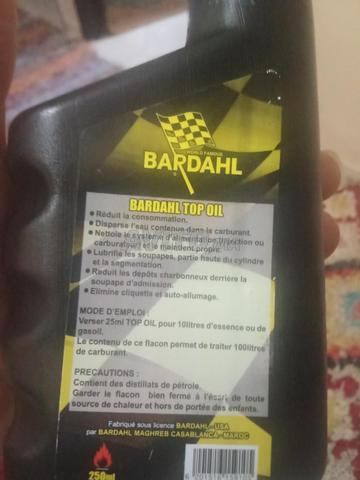 WORLD FAMOUS
BARDAHL
BARDAHL TOP OIL
• Réduit la consommation.
• Disperse l'eau contenue dans le carburant.
• Nettoie le système d'alimentation (injection ou
carburateur) et le maintient propre.
• Lubrifie les soupapes, partie haute du cylindre
et la segmentation.
• Reduit les dépôts charbonneux derrière la
soupape d'admission.
• Elimine cliquetis et auto-allumage.
MODE D'EMPLOI :
Verser 25ml TOP OIL pour 10litres d'essence ou de
gasoil.
Le contenu de ce flacon permet de traiter 100litres
de carburant.
PRECAUTIONS :
Contient des distillats de pétrole.
Garder le flacon bien fermé à l'écart de toute
source de chaleur et hors de portée des enfants.
Fabriqué sous licence BARDAHL-USA
par BARDAHL MAGHREB CASABLANCA-MAROC
250ml